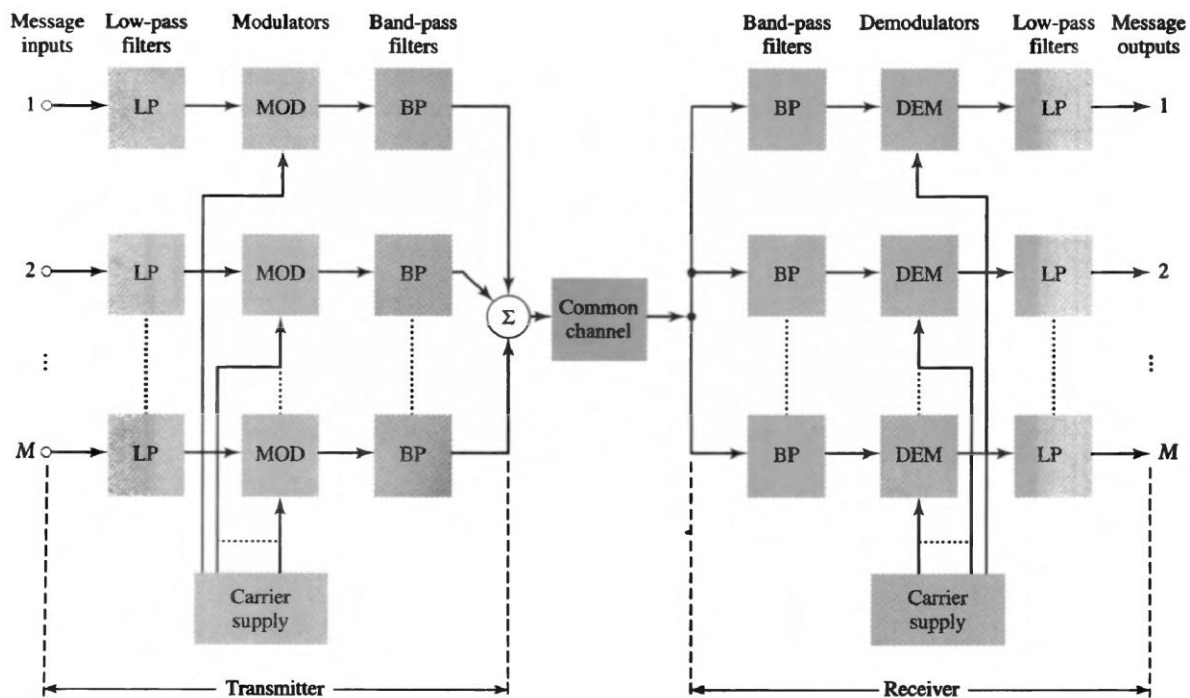 Message inputs
Low-pass filters
Modulators
Band-pass filters
Band-pass filters
Demodulators
Low-pass filters
Message outputs
1
LP
MOD
BP
BP
DEM
LP
1
2
LP
MOD
BP
BP
DEM
LP
2
Σ
Common
channel
M
LP
MOD
BP
BP
DEM
LP
M
Carrier
supply
Carrier
supply
Transmitter
Receiver